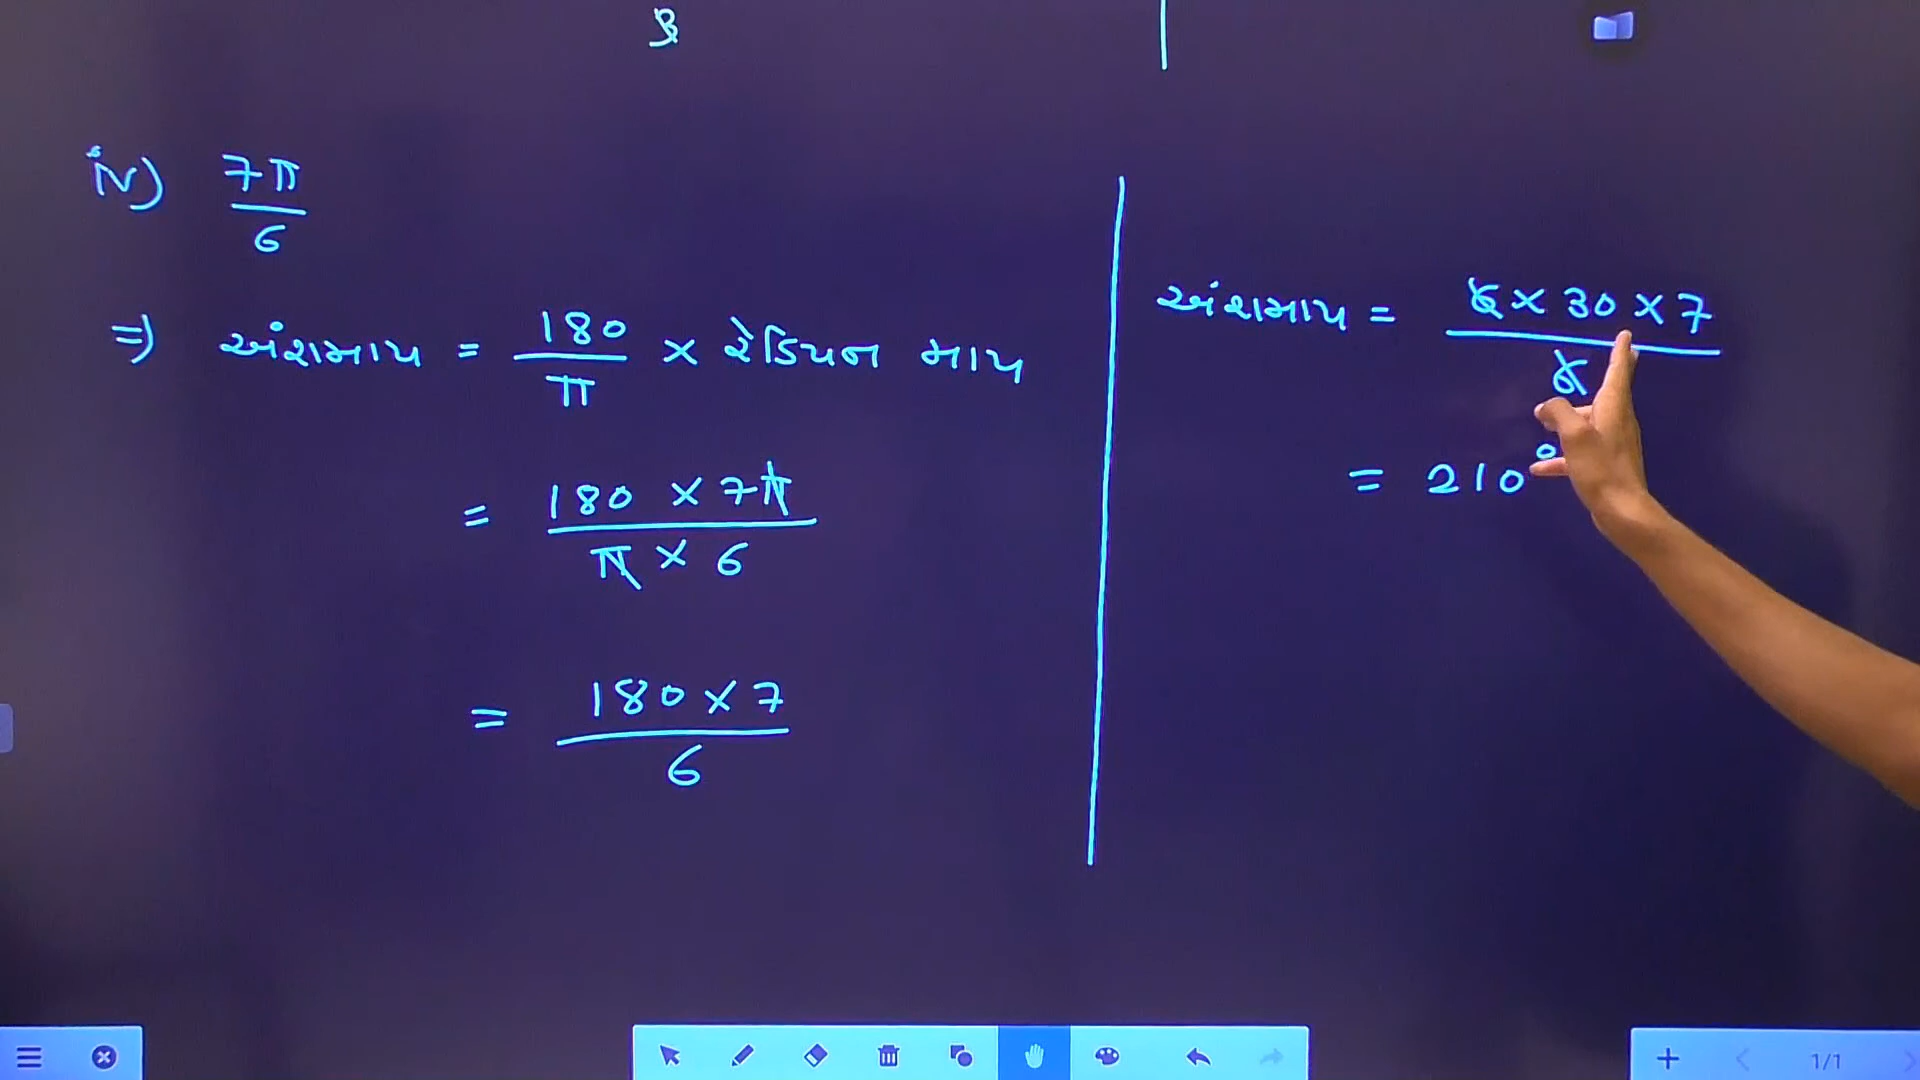 iv) 7π/6
⇒ અંશમાપ = 180/π × રેડિયન માપ
= 180 × 7π / π × 6
= 180 × 7 / 6
અંશમાપ = 6 × 30 × 7 / 6
= 210°
1/1